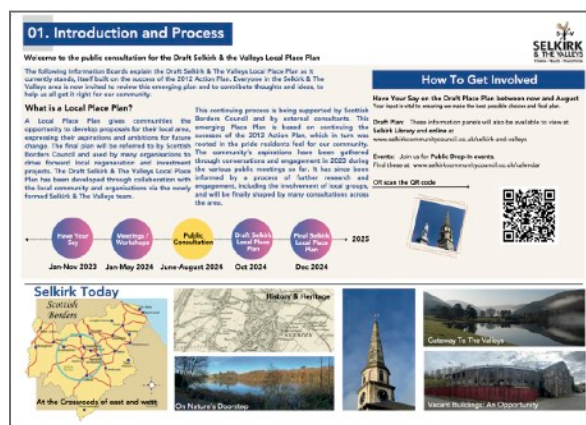 01. Introduction and Process
SELKIRK
& THE VALLEYS
Welcome to the public consultation for the Draft Selkirk & the Valleys Local Place Plan
The following Information Boards explain the Draft Selkirk & The Valleys Local Place Plan as it
currently stands, itself built on the success of the 2012 Action Plan. Everyone in the Selkirk & The
Valleys area is now invited to review this emerging plan and to contribute thoughts and ideas, to
help us all get it right for our community.
What is a Local Place Plan?
A Local Place Plan gives communities the
opportunity to develop proposals for their local area,
expressing their aspirations and ambitions for future
change. The final plan will be referred to by Scottish
Borders Council and used by many organisations to
drive forward local regeneration and investment
projects. The Draft Selkirk & The Valleys Local Place
Plan has been developed through collaboration with
the local community and organisations via the newly
formed Selkirk & The Valleys team.
This continuing process is being supported by Scottish
Borders Council and by external consultants. This
emerging Place Plan is based on continuing the
success of the 2012 Action Plan, which in turn was
rooted in the pride residents feel for our community.
The community's aspirations have been gathered
through conversations and engagement in 2023 during
the various public meetings so far. It has since been
informed by a process of further research and
engagement, including the involvement of local groups,
and will be finally shaped by many consultations across
the area.
How To Get Involved
Have Your Say on the Draft Place Plan between now and August
Your input is vital to ensuring we make the best possible choices and final plan.
Draft Plan: These information panels will also be available to view at
Selkirk Library and online at
www.selkirkcommunitycouncil.co.uk/selkirk-and-valleys
Events: Join us for Public Drop-In events.
Find these at www.selkirkcommunitycouncil.co.uk/calendar
OR scan the QR code
Have Your
Say
Meetings /
Workshops
Public
Consultation
Draft Selkirk
Local Place
Plan
Final Selkirk
Local Place
Plan
2025
Jan-Nov 2023
Jan-May 2024
June-August 2024
Oct 2024
Dec 2024
Selkirk Today
Scottish
Borders
At the Crossroads of east and west
History & Heritage
On Nature's Doorstep
Gateway To The Valleys
Vacant Buildings: An Opportunity